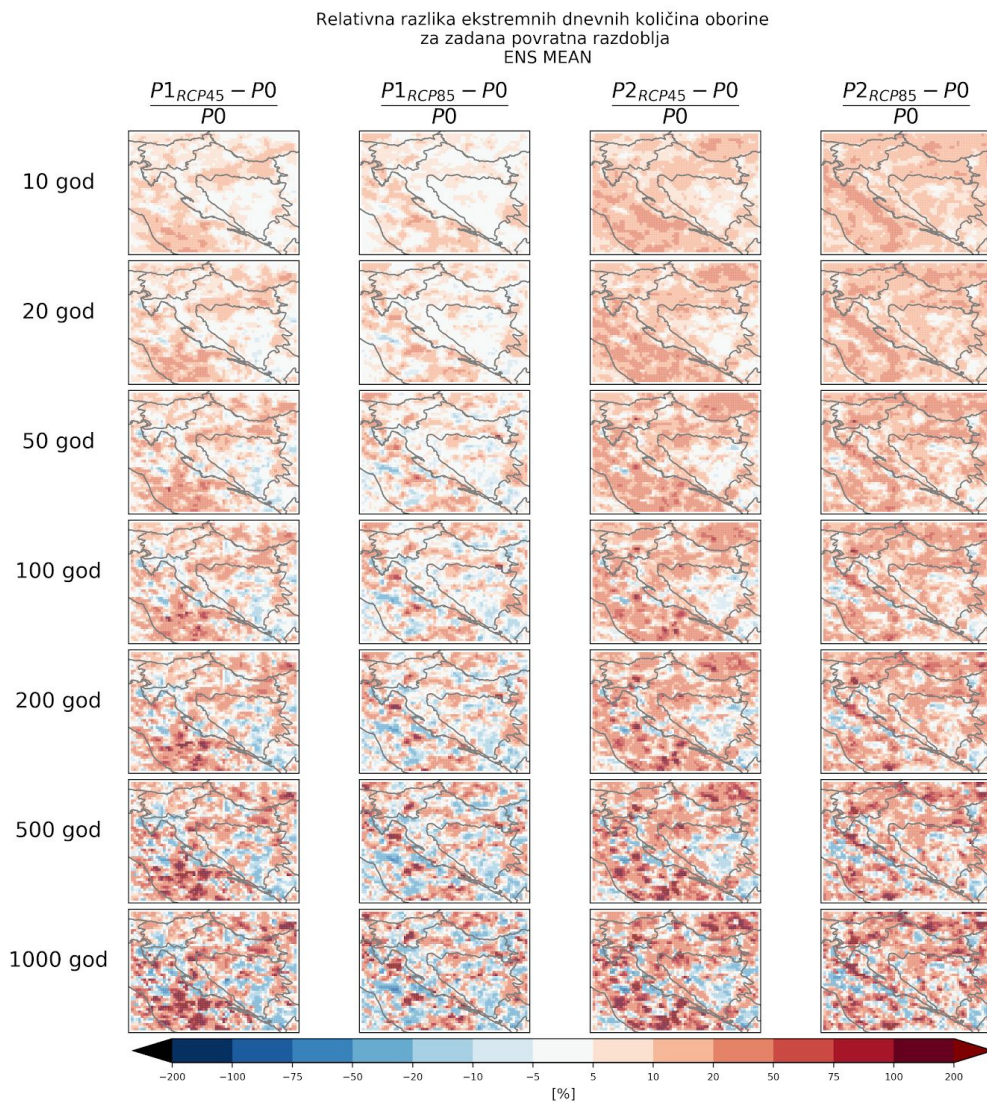 Relativna razlika ekstremnih dnevnih količina oborine
za zadana povratna razdoblja
ENS MEAN
P1RCP45 − P0
P0
P1RCP85 − P0
P0
P2RCP45 − P0
P0
P2RCP85 − P0
P0
10 god
20 god
50 god
100 god
200 god
500 god
1000 god
−200 −100 −75 −50 −20 −10 −5 5 10 20 50 75 100 200
[%]